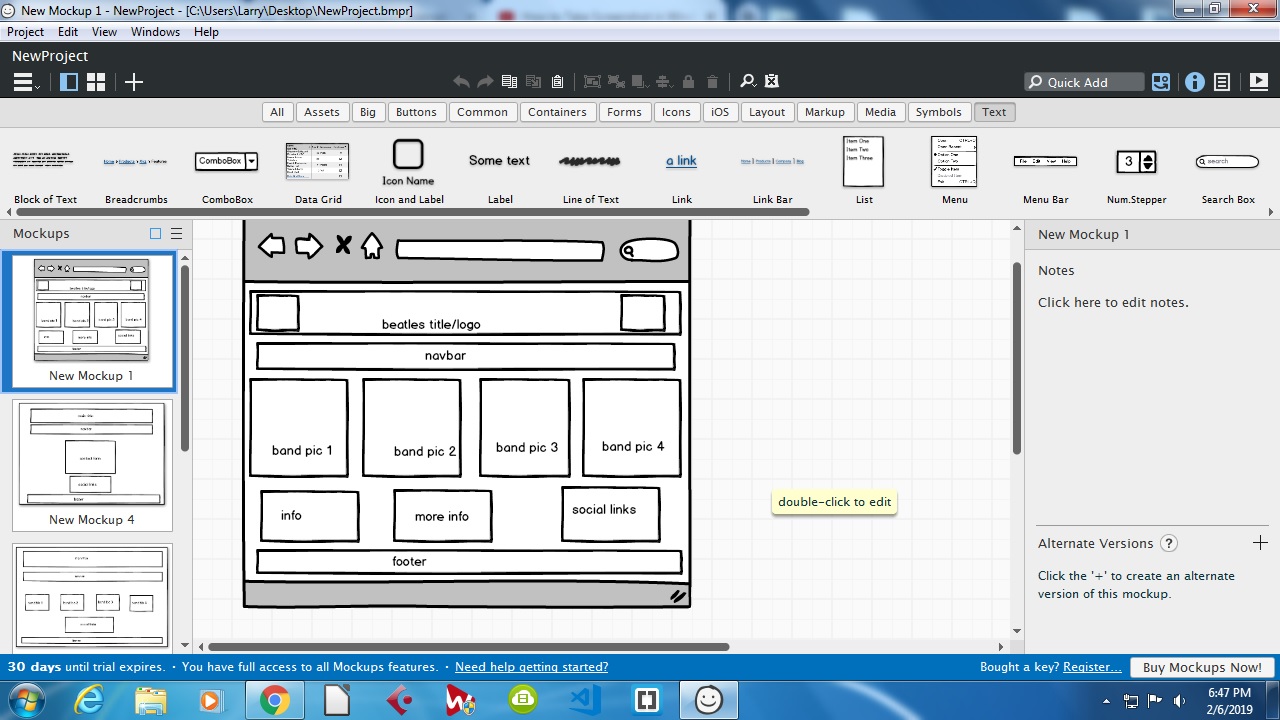 New Mockup 1 - NewProject - [C:\Users\Larry\Desktop\NewProject.bmpr]
Project Edit View Windows Help
NewProject
Quick Add
All Assets Big Buttons Common Containers Forms Icons iOS Layout Markup Media Symbols Text
ComboBox
Icon Name
Some text
a link
Item One
Item Two
Item Three
File Edit View Help
3
search
Block of Text Breadcrumbs ComboBox Data Grid Icon and Label Label Line of Text Link Link Bar List Menu Menu Bar Num.Stepper Search Box
Mockups
New Mockup 1
New Mockup 4
beatles title/logo
navbar
band pic 1 band pic 2 band pic 3 band pic 4
info more info social links
footer
double-click to edit
New Mockup 1
Notes
Click here to edit notes.
Alternate Versions ?
Click the '+' to create an alternate
version of this mockup.
30 days until trial expires. · You have full access to all Mockups features. · Need help getting started?
Bought a key? Register... Buy Mockups Now!
6:47 PM
2/6/2019